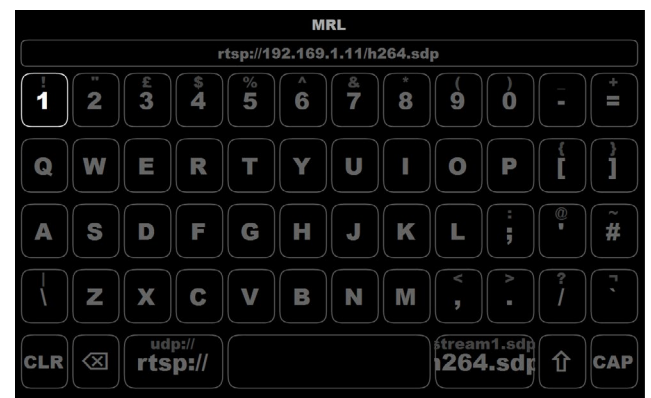 MRL
rtsp://192.169.1.11/h264.sdp
! " £ $ % ^ & * ( ) _ +
1 2 3 4 5 6 7 8 9 0 - =
{ }
Q W E R T Y U I O P [ ]
: @ ~
A S D F G H J K L ; ' #
| < > ? ¬
\ Z X C V B N M , . / `
udp:// stream1.sdp
CLR rtsp:// h264.sdp CAP